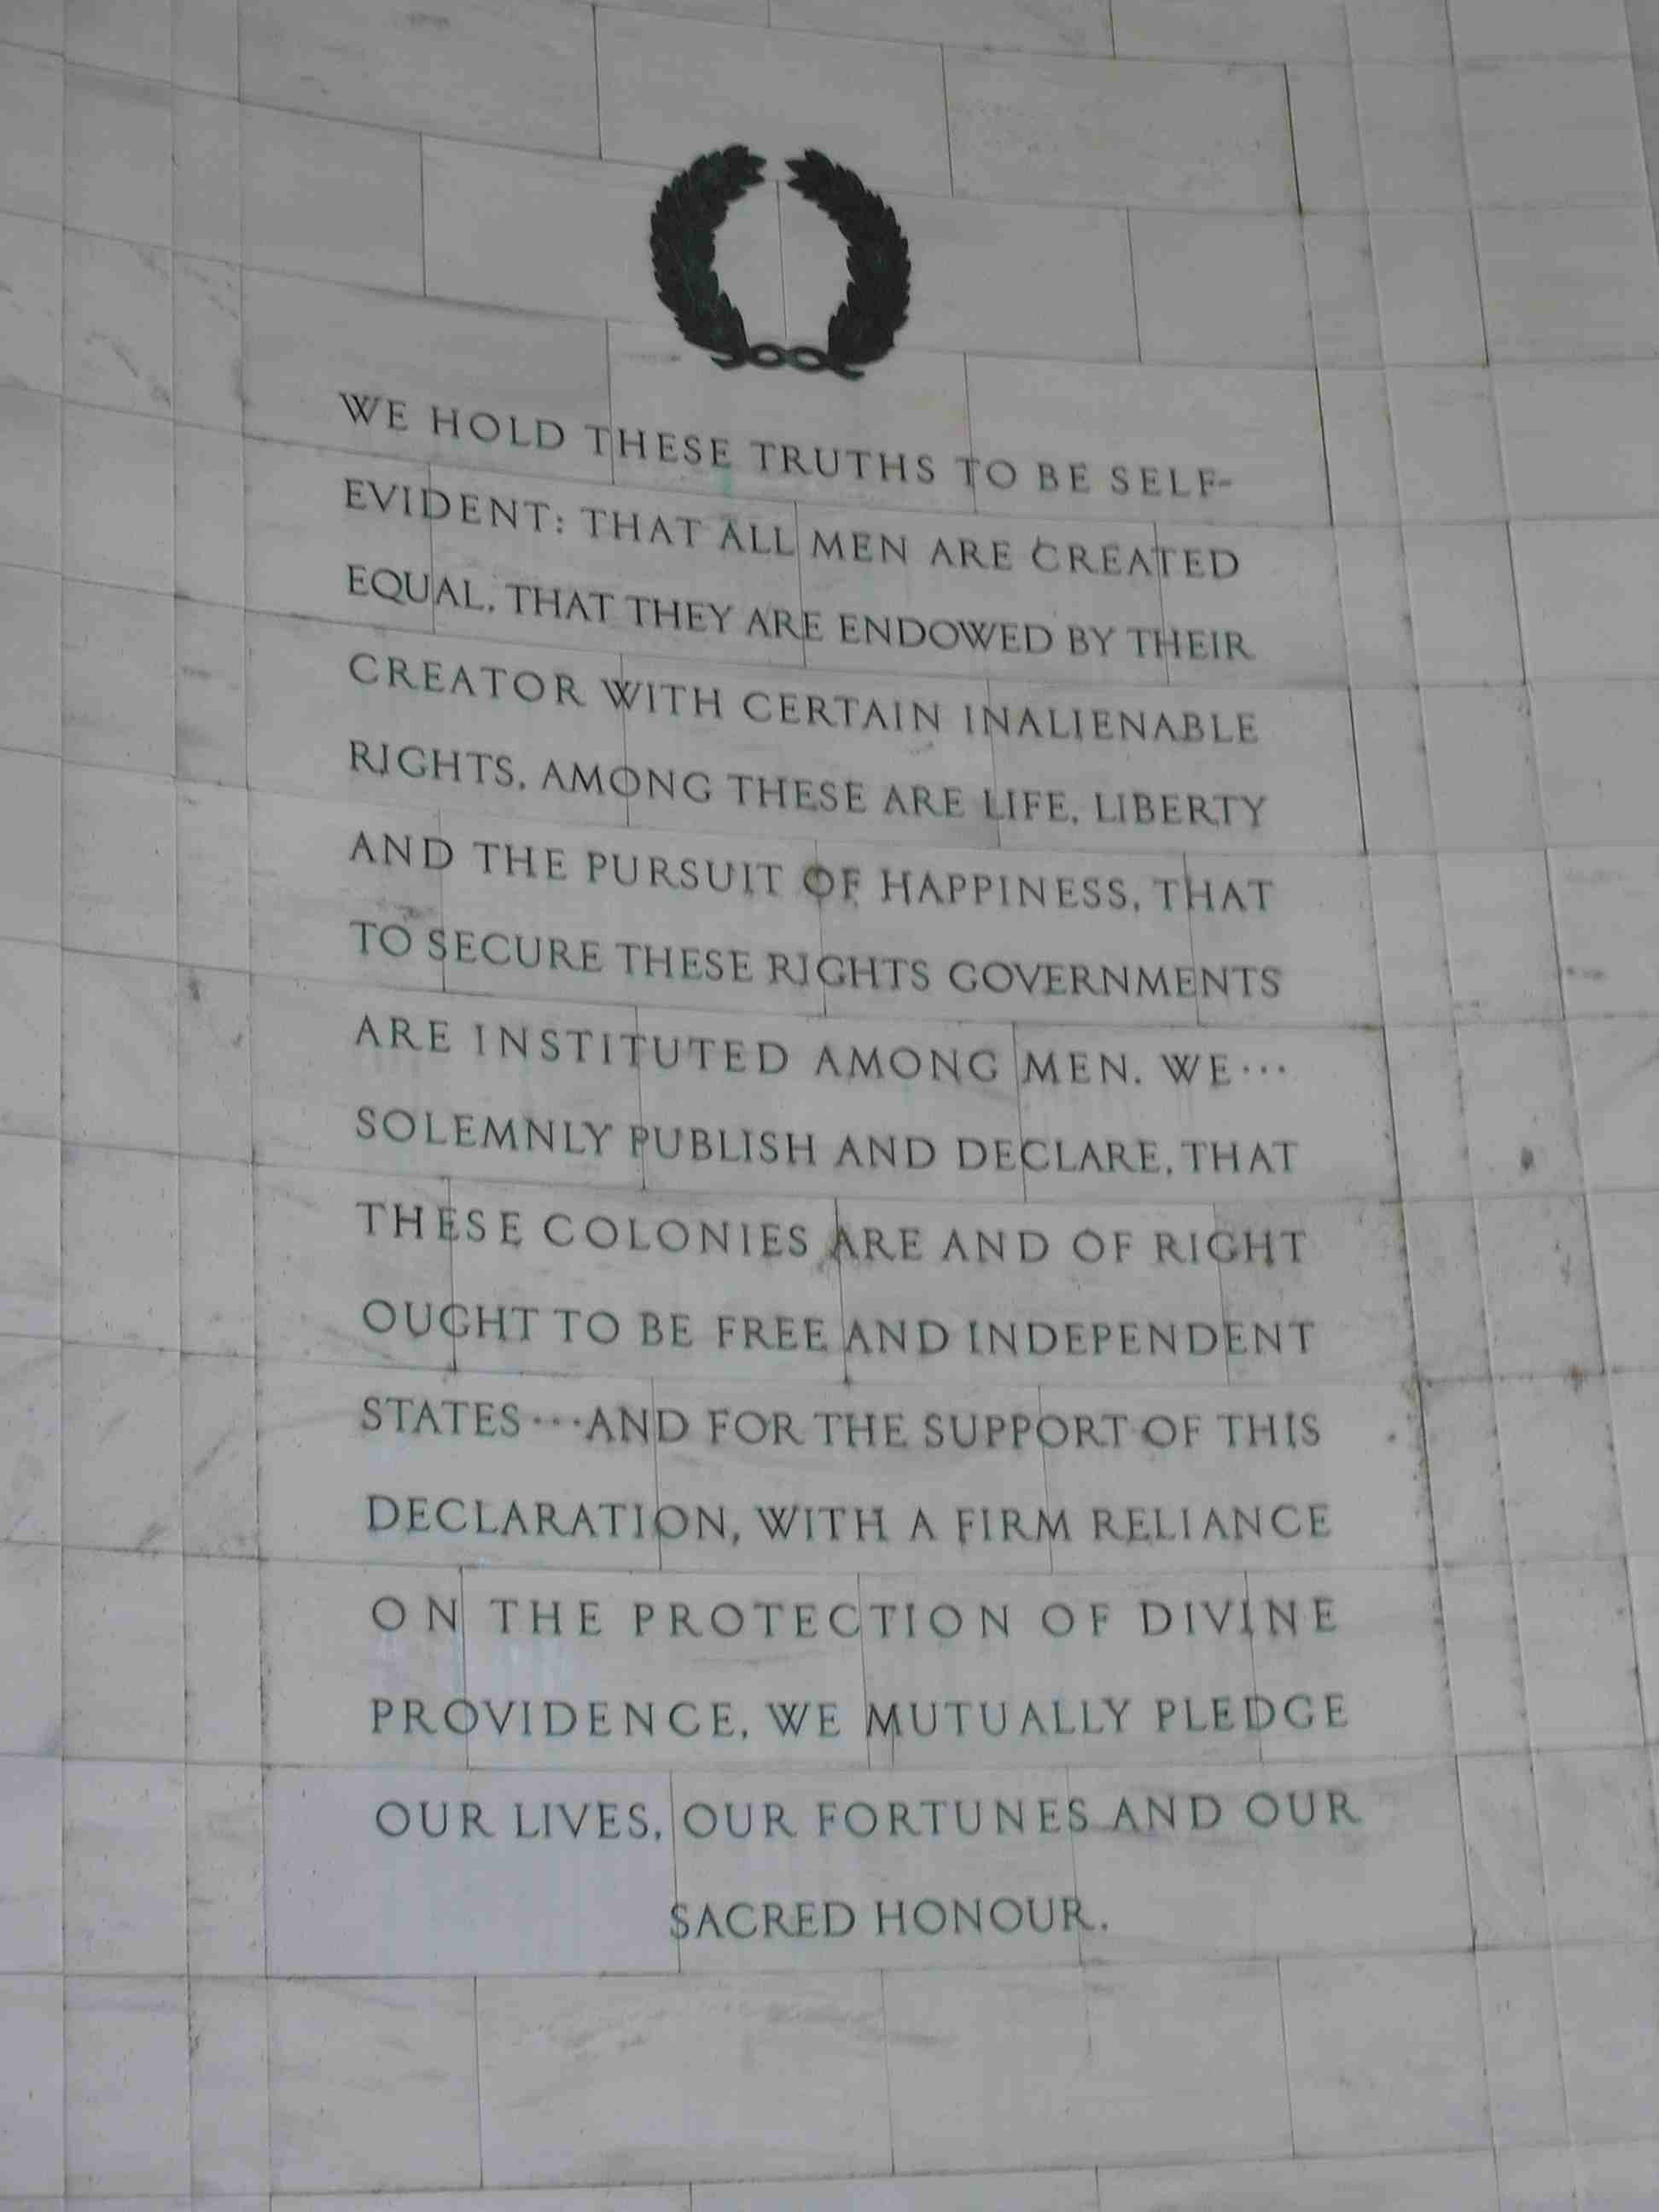 WE HOLD THESE TRUTHS TO BE SELF-
EVIDENT: THAT ALL MEN ARE CREATED
EQUAL, THAT THEY ARE ENDOWED BY THEIR
CREATOR WITH CERTAIN INALIENABLE
RIGHTS, AMONG THESE ARE LIFE, LIBERTY
AND THE PURSUIT OF HAPPINESS, THAT
TO SECURE THESE RIGHTS GOVERNMENTS
ARE INSTITUTED AMONG MEN. WE···
SOLEMNLY PUBLISH AND DECLARE, THAT
THESE COLONIES ARE AND OF RIGHT
OUGHT TO BE FREE AND INDEPENDENT
STATES···AND FOR THE SUPPORT OF THIS
DECLARATION, WITH A FIRM RELIANCE
ON THE PROTECTION OF DIVINE
PROVIDENCE, WE MUTUALLY PLEDGE
OUR LIVES, OUR FORTUNES AND OUR
SACRED HONOUR.